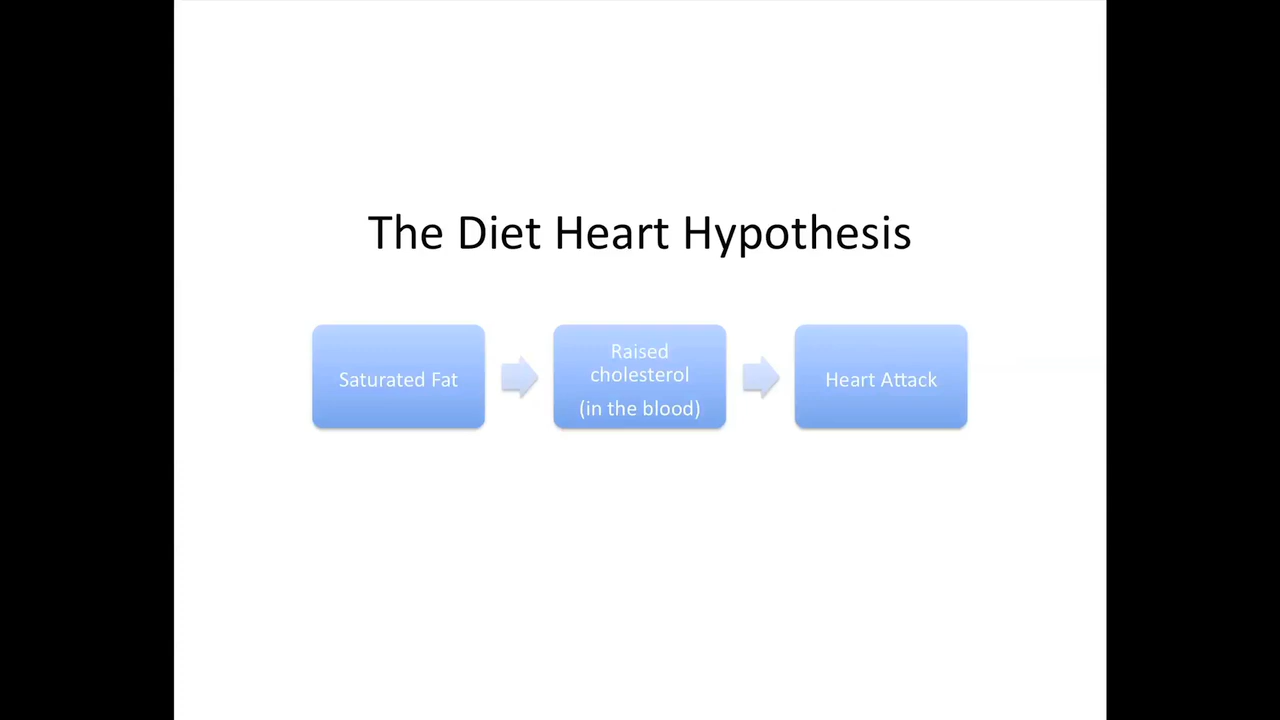 The Diet Heart Hypothesis
Saturated Fat
Raised
cholesterol
(in the blood)
Heart Attack